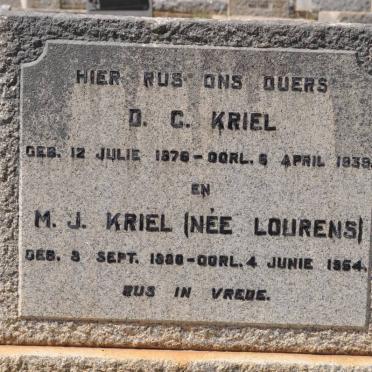 HIER RUS ONS OUERS
D. C. KRIEL
GEB. 12 JULIE 1876 – OORL. 6 APRIL 1939.
EN
M. J. KRIEL (NÉE LOURENS)
GEB. 9 SEPT. 1880 – OORL. 4 JUNIE 1954.
RUS IN VREDE.